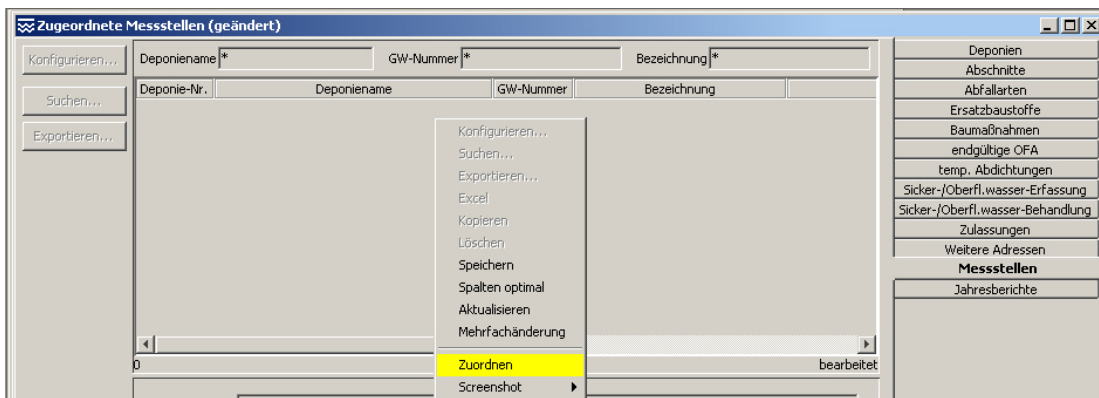 Zugeordnete Messstellen (geändert)
Konfigurieren...
Suchen...
Exportieren...
Deponiename * GW-Nummer * Bezeichnung *
Deponie-Nr. Deponiename GW-Nummer Bezeichnung
Konfigurieren...
Suchen...
Exportieren...
Excel
Kopieren
Löschen
Speichern
Spalten optimal
Aktualisieren
Mehrfachänderung
Zuordnen
Screenshot
0 bearbeitet
Deponien
Abschnitte
Abfallarten
Ersatzbaustoffe
Baumaßnahmen
endgültige OFA
temp. Abdichtungen
Sicker-/Oberfl.wasser-Erfassung
Sicker-/Oberfl.wasser-Behandlung
Zulassungen
Weitere Adressen
Messstellen
Jahresberichte